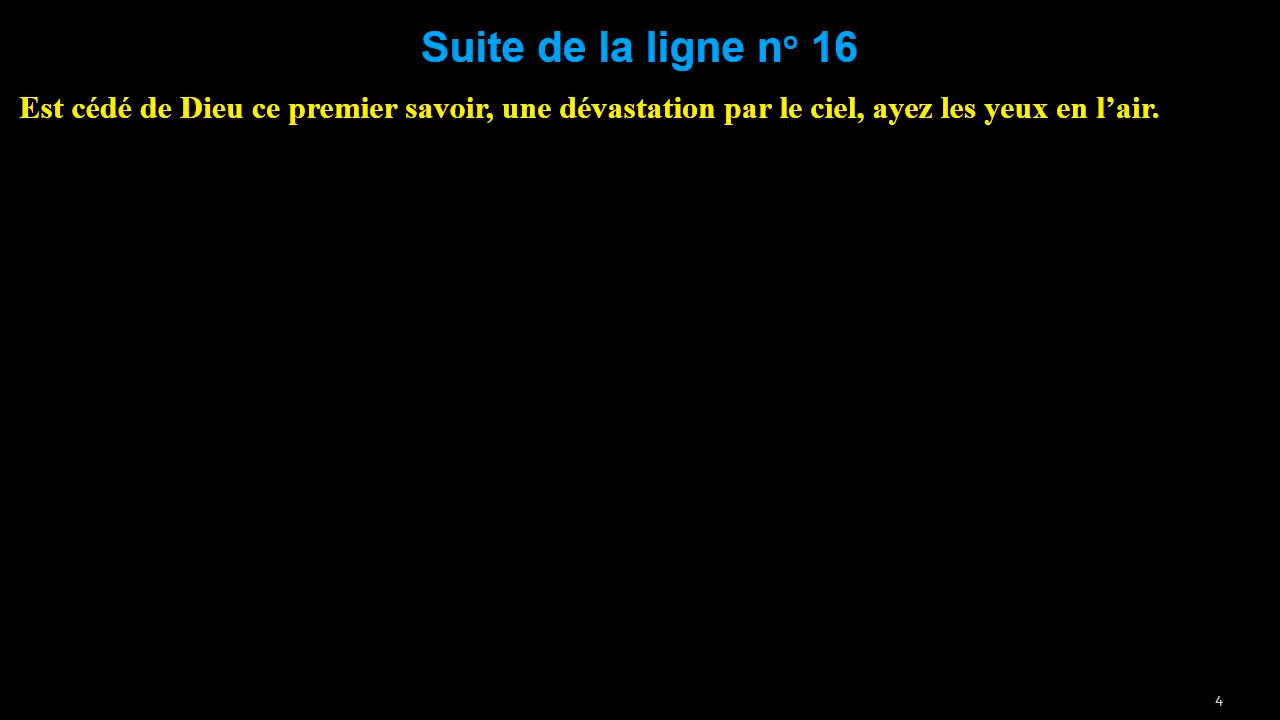 Suite de la ligne n° 16
Est cédé de Dieu ce premier savoir, une dévastation par le ciel, ayez les yeux en l’air.
4